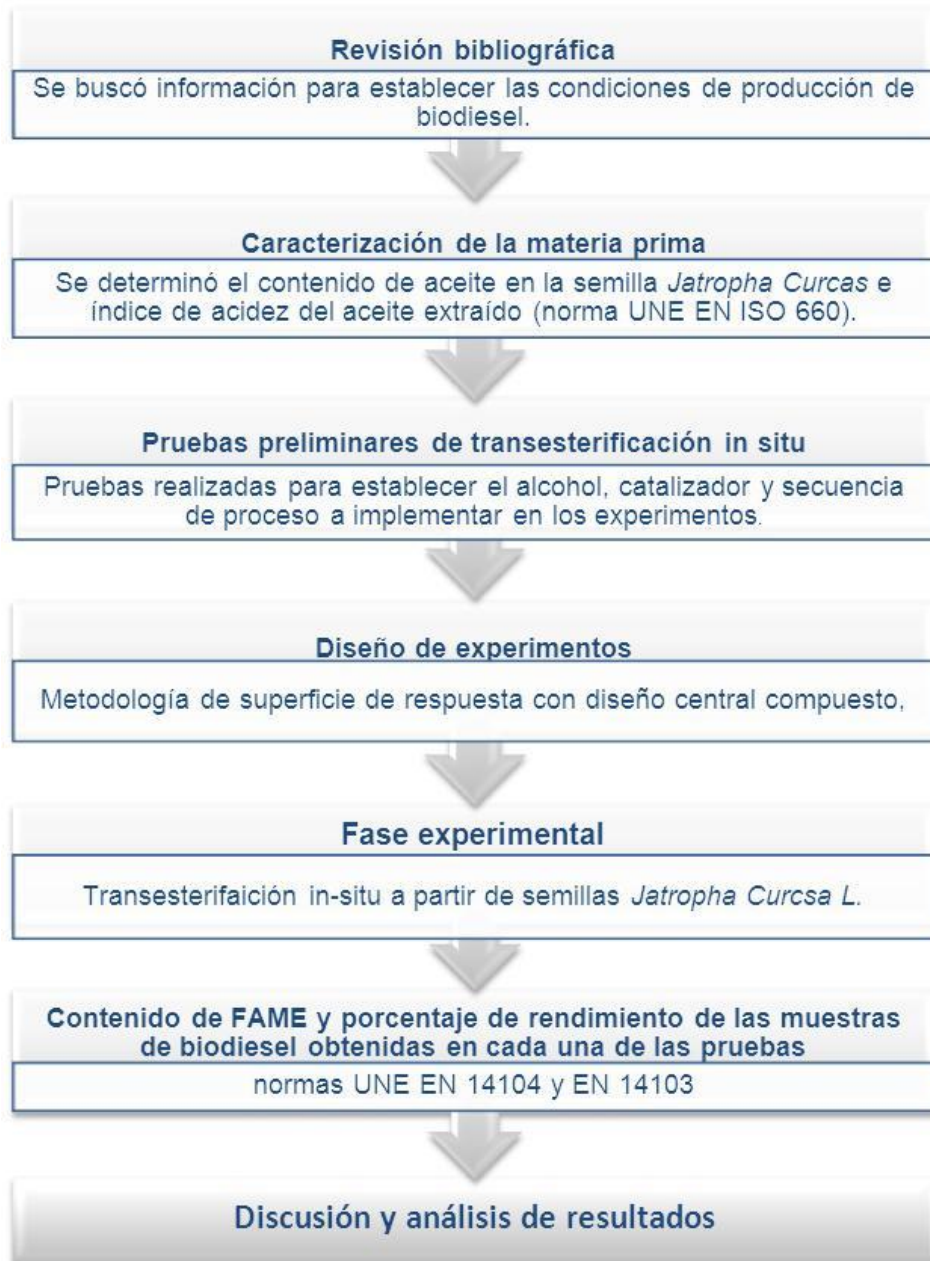 Revisión bibliográfica
Se buscó información para establecer las condiciones de producción de
biodiesel.
Caracterización de la materia prima
Se determinó el contenido de aceite en la semilla Jatropha Curcas e
índice de acidez del aceite extraído (norma UNE EN ISO 660).
Pruebas preliminares de transesterificación in situ
Pruebas realizadas para establecer el alcohol, catalizador y secuencia
de proceso a implementar en los experimentos.
Diseño de experimentos
Metodología de superficie de respuesta con diseño central compuesto,
Fase experimental
Transesterifaición in-situ a partir de semillas Jatropha Curcsa L.
Contenido de FAME y porcentaje de rendimiento de las muestras
de biodiesel obtenidas en cada una de las pruebas
normas UNE EN 14104 y EN 14103
Discusión y análisis de resultados